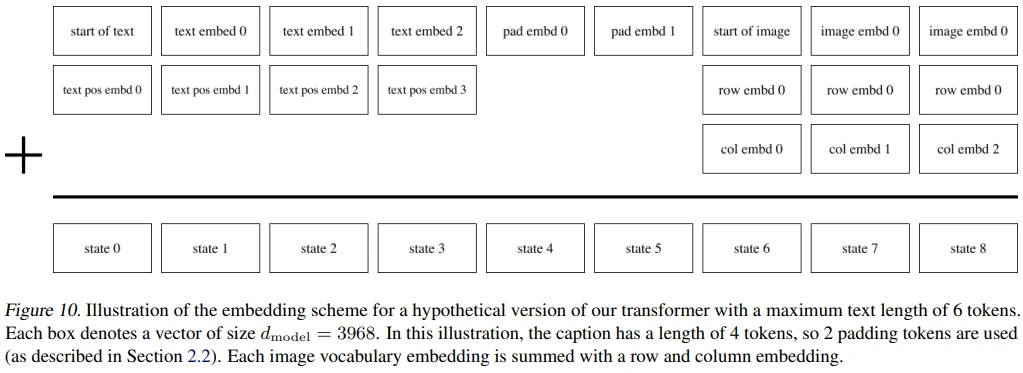 start of text text embed 0 text embed 1 text embed 2 pad embd 0 pad embd 1 start of image image embd 0 image embd 0
text pos embd 0 text pos embd 1 text pos embd 2 text pos embd 3 row embd 0 row embd 0 row embd 0
+ col embd 0 col embd 1 col embd 2
state 0 state 1 state 2 state 3 state 4 state 5 state 6 state 7 state 8
Figure 10. Illustration of the embedding scheme for a hypothetical version of our transformer with a maximum text length of 6 tokens.
Each box denotes a vector of size d_model = 3968. In this illustration, the caption has a length of 4 tokens, so 2 padding tokens are used
(as described in Section 2.2). Each image vocabulary embedding is summed with a row and column embedding.